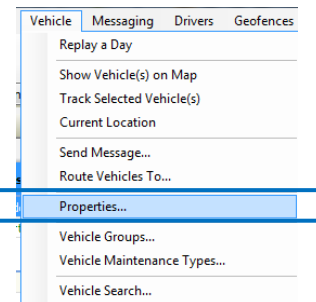 Vehicle Messaging Drivers Geofences
Replay a Day
Show Vehicle(s) on Map
Track Selected Vehicle(s)
Current Location
Send Message...
Route Vehicles To...
Properties...
Vehicle Groups...
Vehicle Maintenance Types...
Vehicle Search...